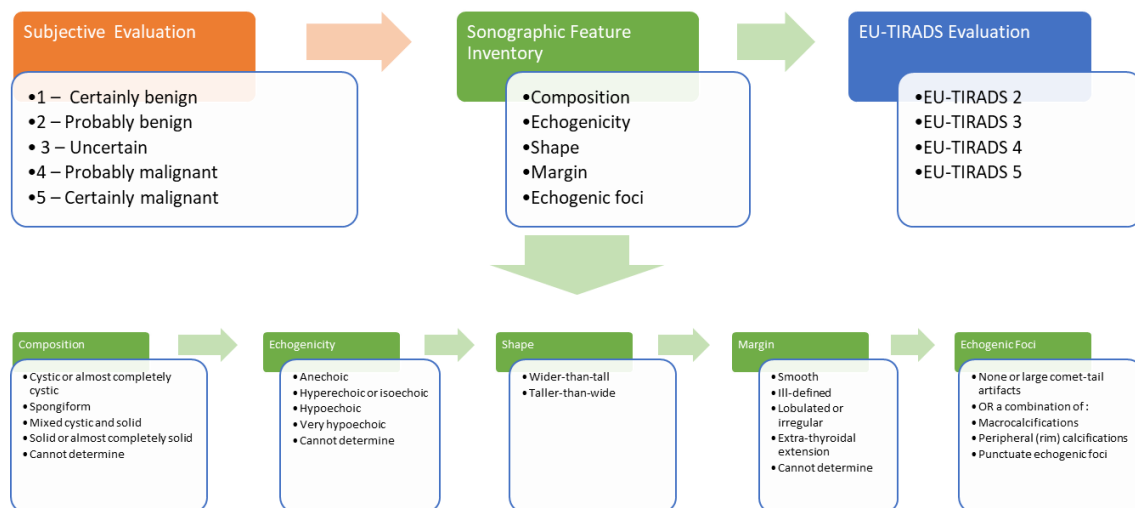 Subjective Evaluation
•1 – Certainly benign
•2 – Probably benign
• 3 – Uncertain
•4 – Probably malignant
•5 – Certainly malignant
Sonographic Feature
Inventory
•Composition
•Echogenicity
•Shape
•Margin
•Echogenic foci
EU-TIRADS Evaluation
•EU-TIRADS 2
•EU-TIRADS 3
•EU-TIRADS 4
•EU-TIRADS 5
Composition
•Cystic or almost completely
cystic
•Spongiform
•Mixed cystic and solid
•Solid or almost completely solid
•Cannot determine
Echogenicity
•Anechoic
•Hyperechoic or isoechoic
•Hypoechoic
•Very hypoechoic
•Cannot determine
Shape
•Wider-than-tall
•Taller-than-wide
Margin
•Smooth
•Ill-defined
•Lobulated or
irregular
•Extra-thyroidal
extension
•Cannot determine
Echogenic Foci
•None or large comet-tail
artifacts
•OR a combination of :
•Macrocalcifications
•Peripheral (rim) calcifications
•Punctuate echogenic foci